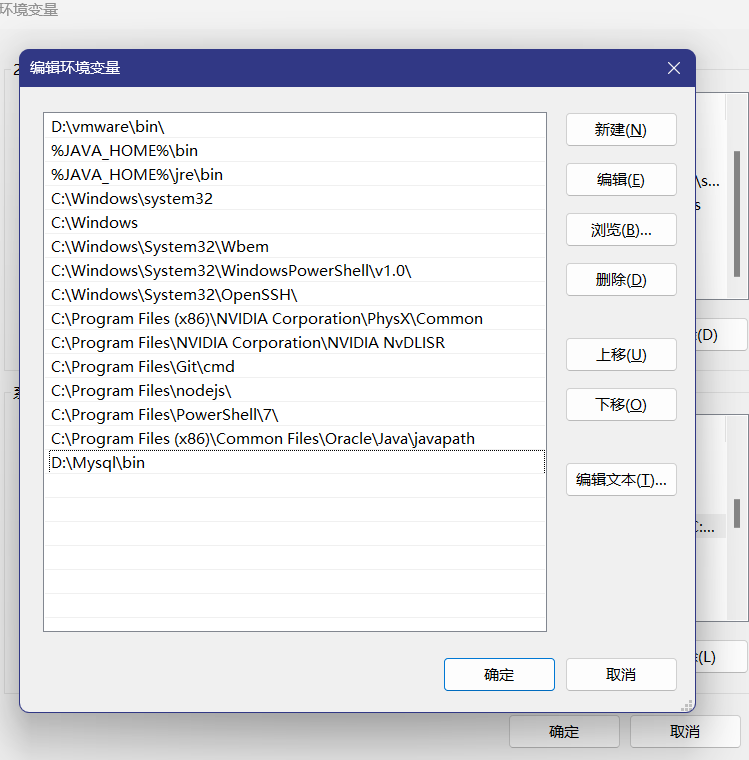 环境变量
编辑环境变量
D:\vmware\bin\
%JAVA_HOME%\bin
%JAVA_HOME%\jre\bin
C:\Windows\system32
C:\Windows
C:\Windows\System32\Wbem
C:\Windows\System32\WindowsPowerShell\v1.0\
C:\Windows\System32\OpenSSH\
C:\Program Files (x86)\NVIDIA Corporation\PhysX\Common
C:\Program Files\NVIDIA Corporation\NVIDIA NvDLISR
C:\Program Files\Git\cmd
C:\Program Files\nodejs\
C:\Program Files\PowerShell\7\
C:\Program Files (x86)\Common Files\Oracle\Java\javapath
D:\Mysql\bin
新建(N)
编辑(E)
浏览(B)...
删除(D)
上移(U)
下移(O)
编辑文本(T)...
确定
取消
\s...
s
(D)
C:...
(L)
确定
取消